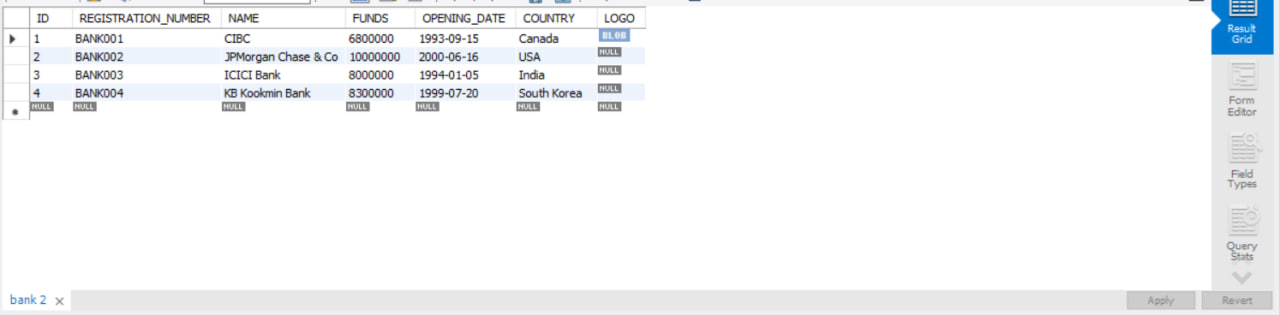 ID REGISTRATION_NUMBER NAME FUNDS OPENING_DATE COUNTRY LOGO
1 BANK001 CIBC 6800000 1993-09-15 Canada BLOB
2 BANK002 JPMorgan Chase & Co 10000000 2000-06-16 USA NULL
3 BANK003 ICICI Bank 8000000 1994-01-05 India NULL
4 BANK004 KB Kookmin Bank 8300000 1999-07-20 South Korea NULL
NULL NULL NULL NULL NULL NULL NULL
Result
Grid
Form
Editor
Field
Types
Query
Stats
bank 2
Apply Revert